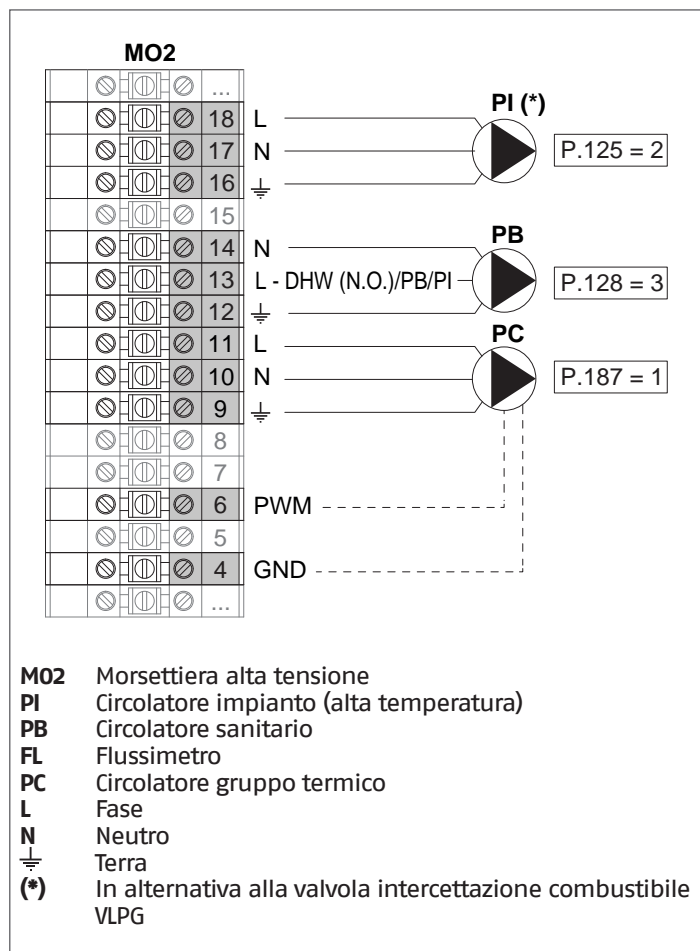 MO2
...
18 L
PI (*)
17 N
P.125 = 2
16 ⏚
15
14 N
PB
13 L - DHW (N.O.)/PB/PI
P.128 = 3
12 ⏚
11 L
PC
10 N
P.187 = 1
9 ⏚
8
7
6 PWM
5
4 GND
...
MO2 Morsettiera alta tensione
PI Circolatore impianto (alta temperatura)
PB Circolatore sanitario
FL Flussimetro
PC Circolatore gruppo termico
L Fase
N Neutro
⏚ Terra
(*) In alternativa alla valvola intercettazione combustibile
VLPG